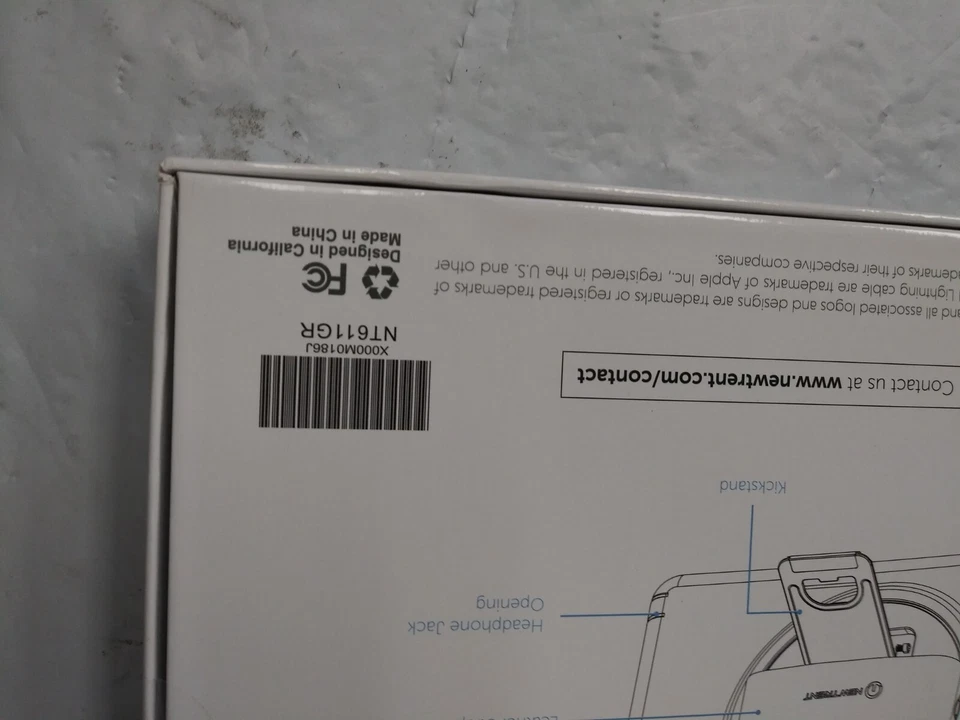 NEWTRENT
Headphone Jack
Opening
Kickstand
Contact us at www.newtrent.com/contact
X000M0186J
NT611GR
and all associated logos and designs are trademarks or registered trademarks of
Lightning cable are trademarks of Apple Inc., registered in the U.S. and other
demarks of their respective companies.
FC
Designed in California
Made in China